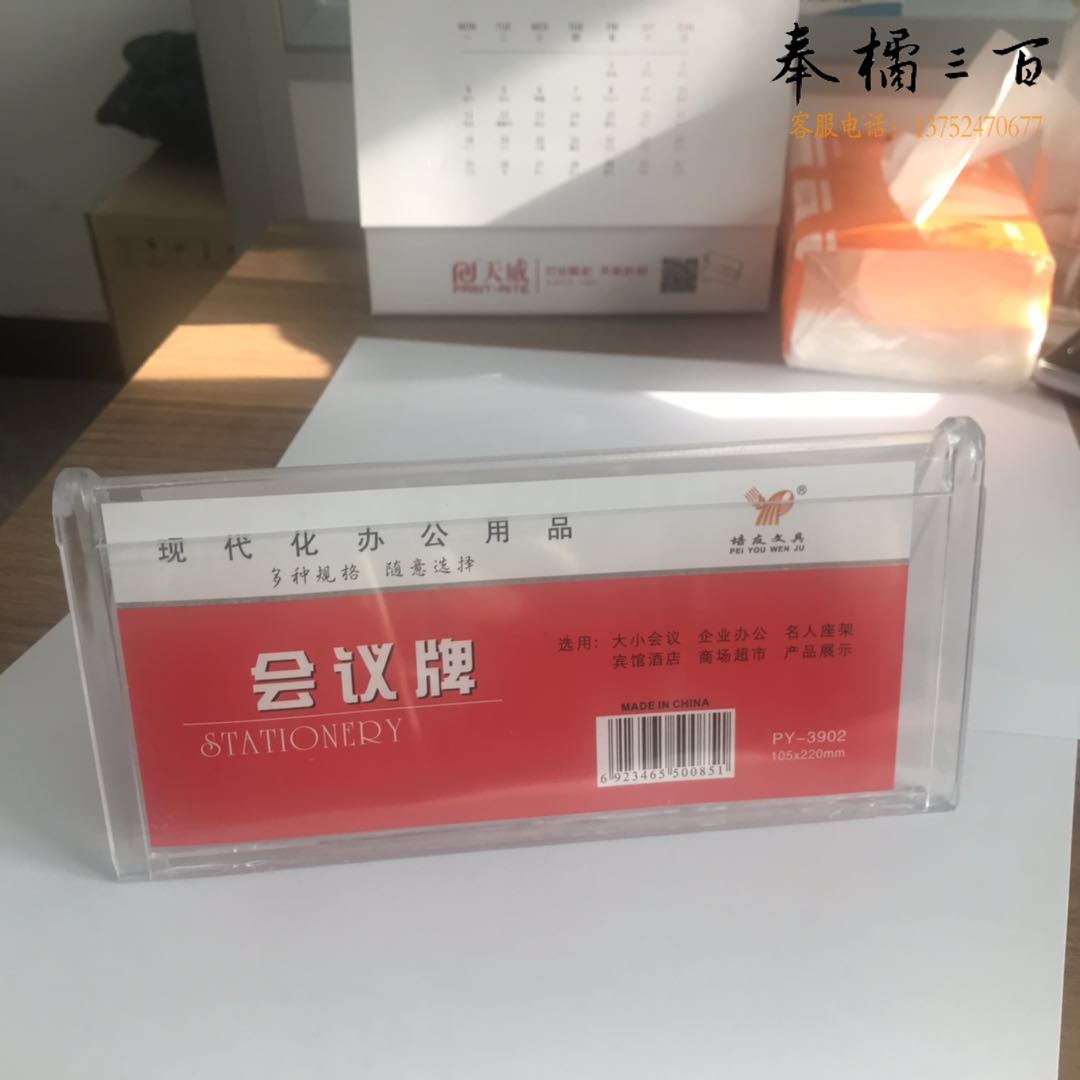 奉橘三百
客服电话：13752470677
天威
PRINT-RITE
现代化办公用品
多种规格 随意选择
培友文具
PEI YOU WEN JU
®
会议牌
STATIONERY
选用：大小会议 企业办公 名人座架
宾馆酒店 商场超市 产品展示
MADE IN CHINA
6923465500851
PY-3902
105x220mm